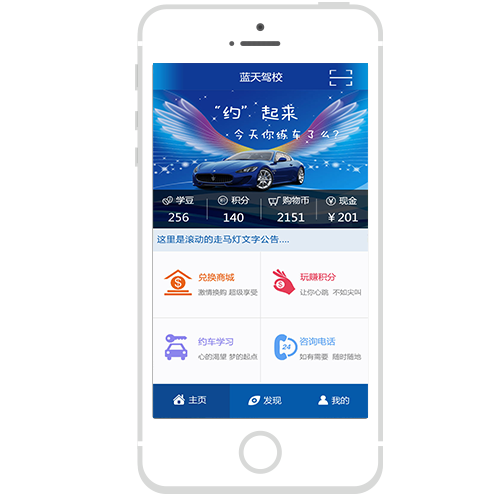 蓝天驾校
“约”起来
今天你练车了么?
学豆 积分 购物币 现金
256 140 2151 ￥201
这里是滚动的走马灯文字公告....
兑换商城 玩赚积分
激情换购 超级享受 让你心跳 不如尖叫
约车学习 咨询电话
心的渴望 梦的起点 24 如有需要 随时随地
主页 发现 我的